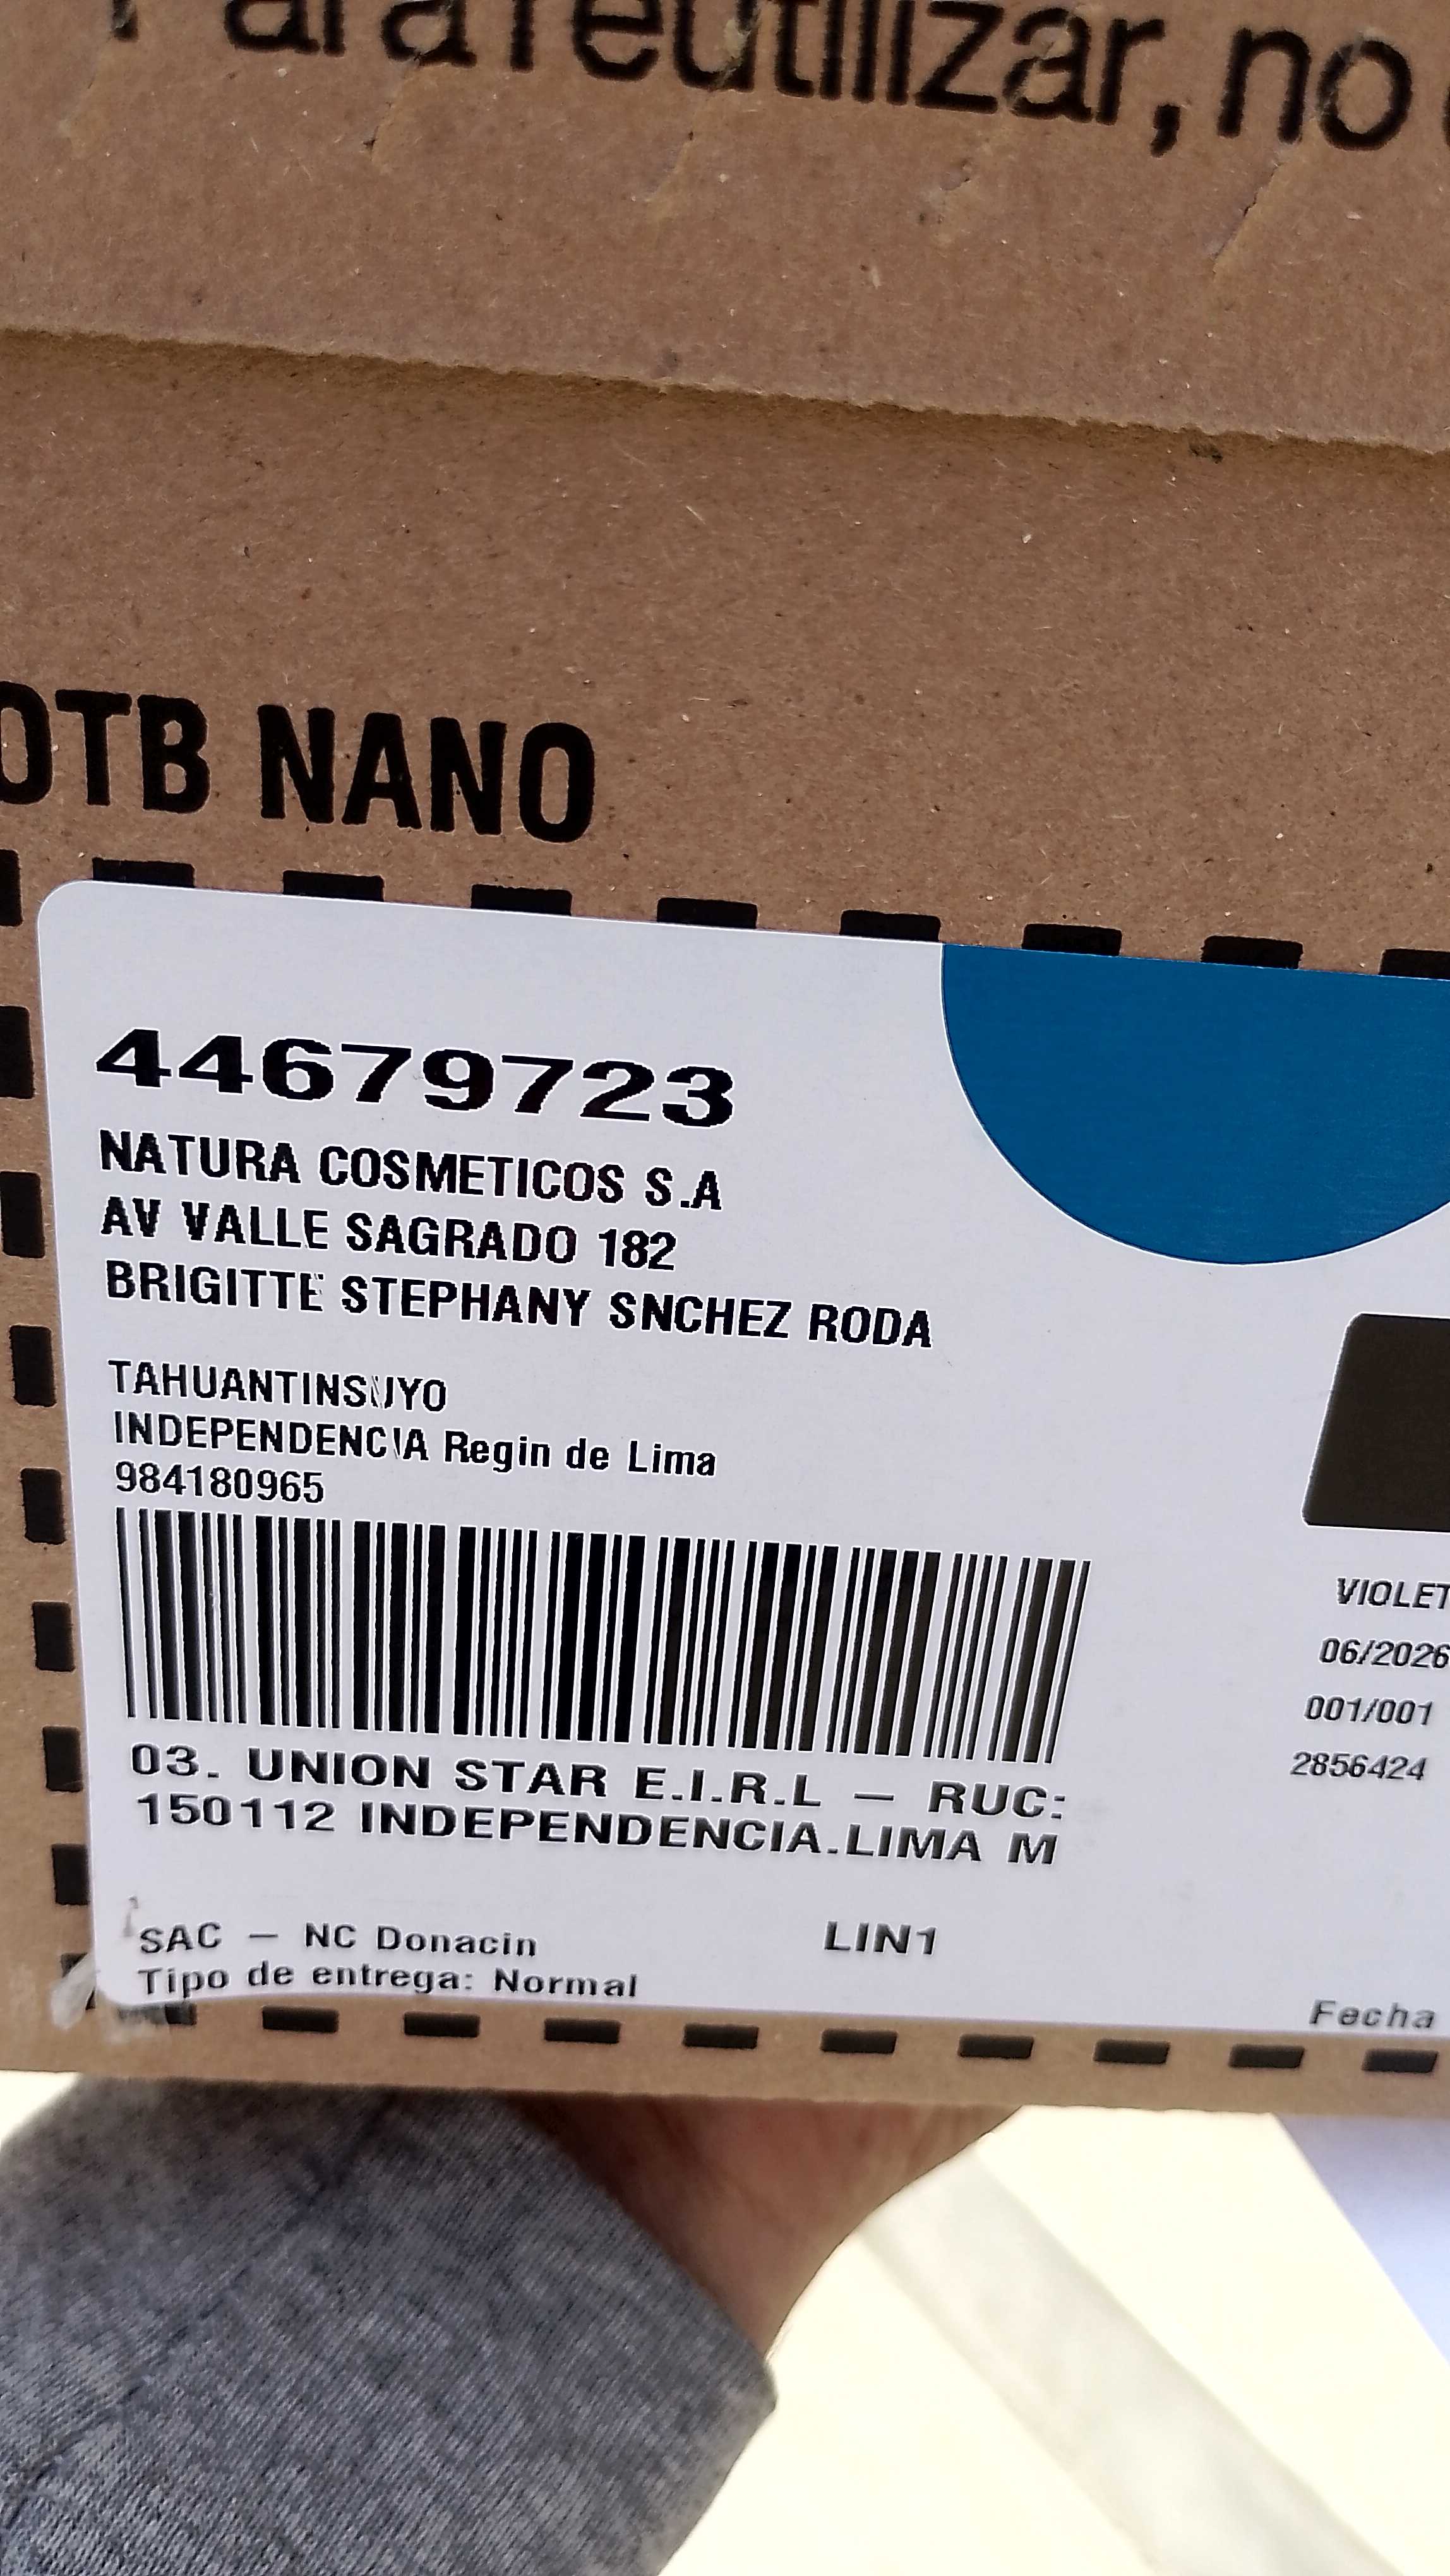 Para reutilizar, no
OTB NANO
44679723
NATURA COSMETICOS S.A
AV VALLE SAGRADO 182
BRIGITTE STEPHANY SNCHEZ RODA
TAHUANTINSUYO
INDEPENDENCIA Regin de Lima
984180965
VIOLET
06/2026
001/001
2856424
03. UNION STAR E.I.R.L – RUC:
150112 INDEPENDENCIA.LIMA M
SAC – NC Donacin LIN1
Tipo de entrega: Normal
Fecha